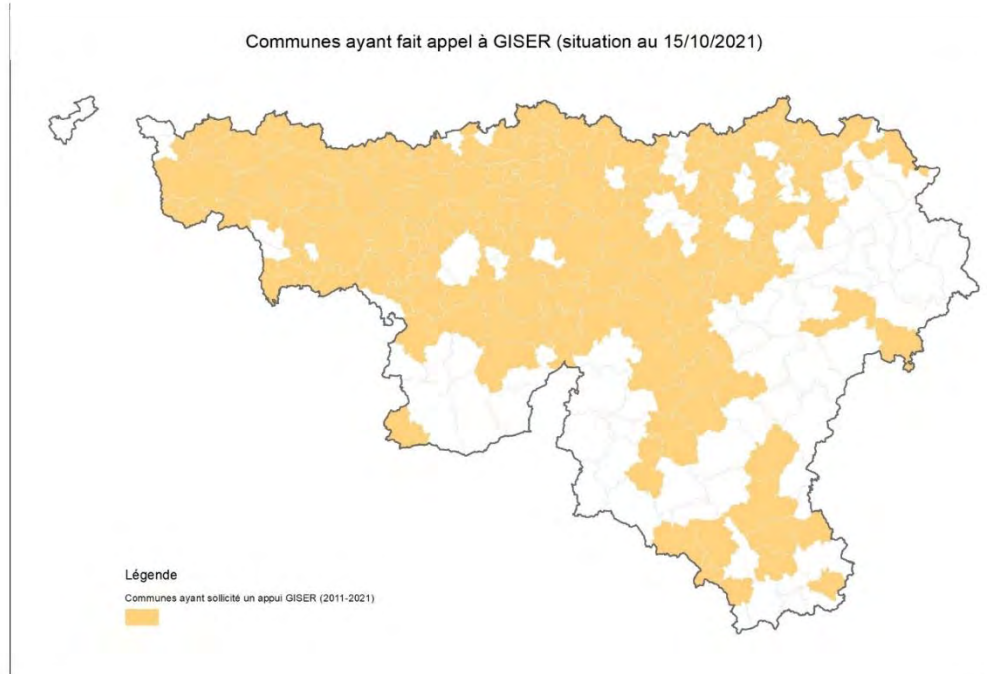 Communes ayant fait appel à GISER (situation au 15/10/2021)
Légende
Communes ayant sollicité un appui GISER (2011-2021)